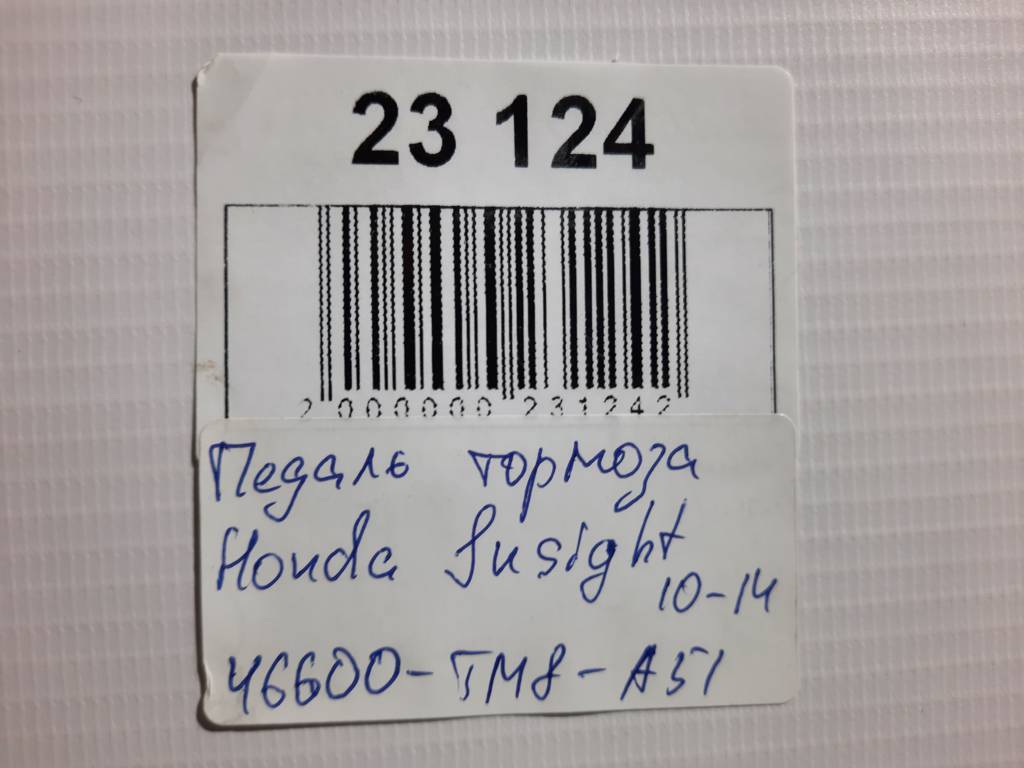 23 124
2 000000 231242
Педаль тормоза
Honda Insight
10-14
46600-TM8-A51